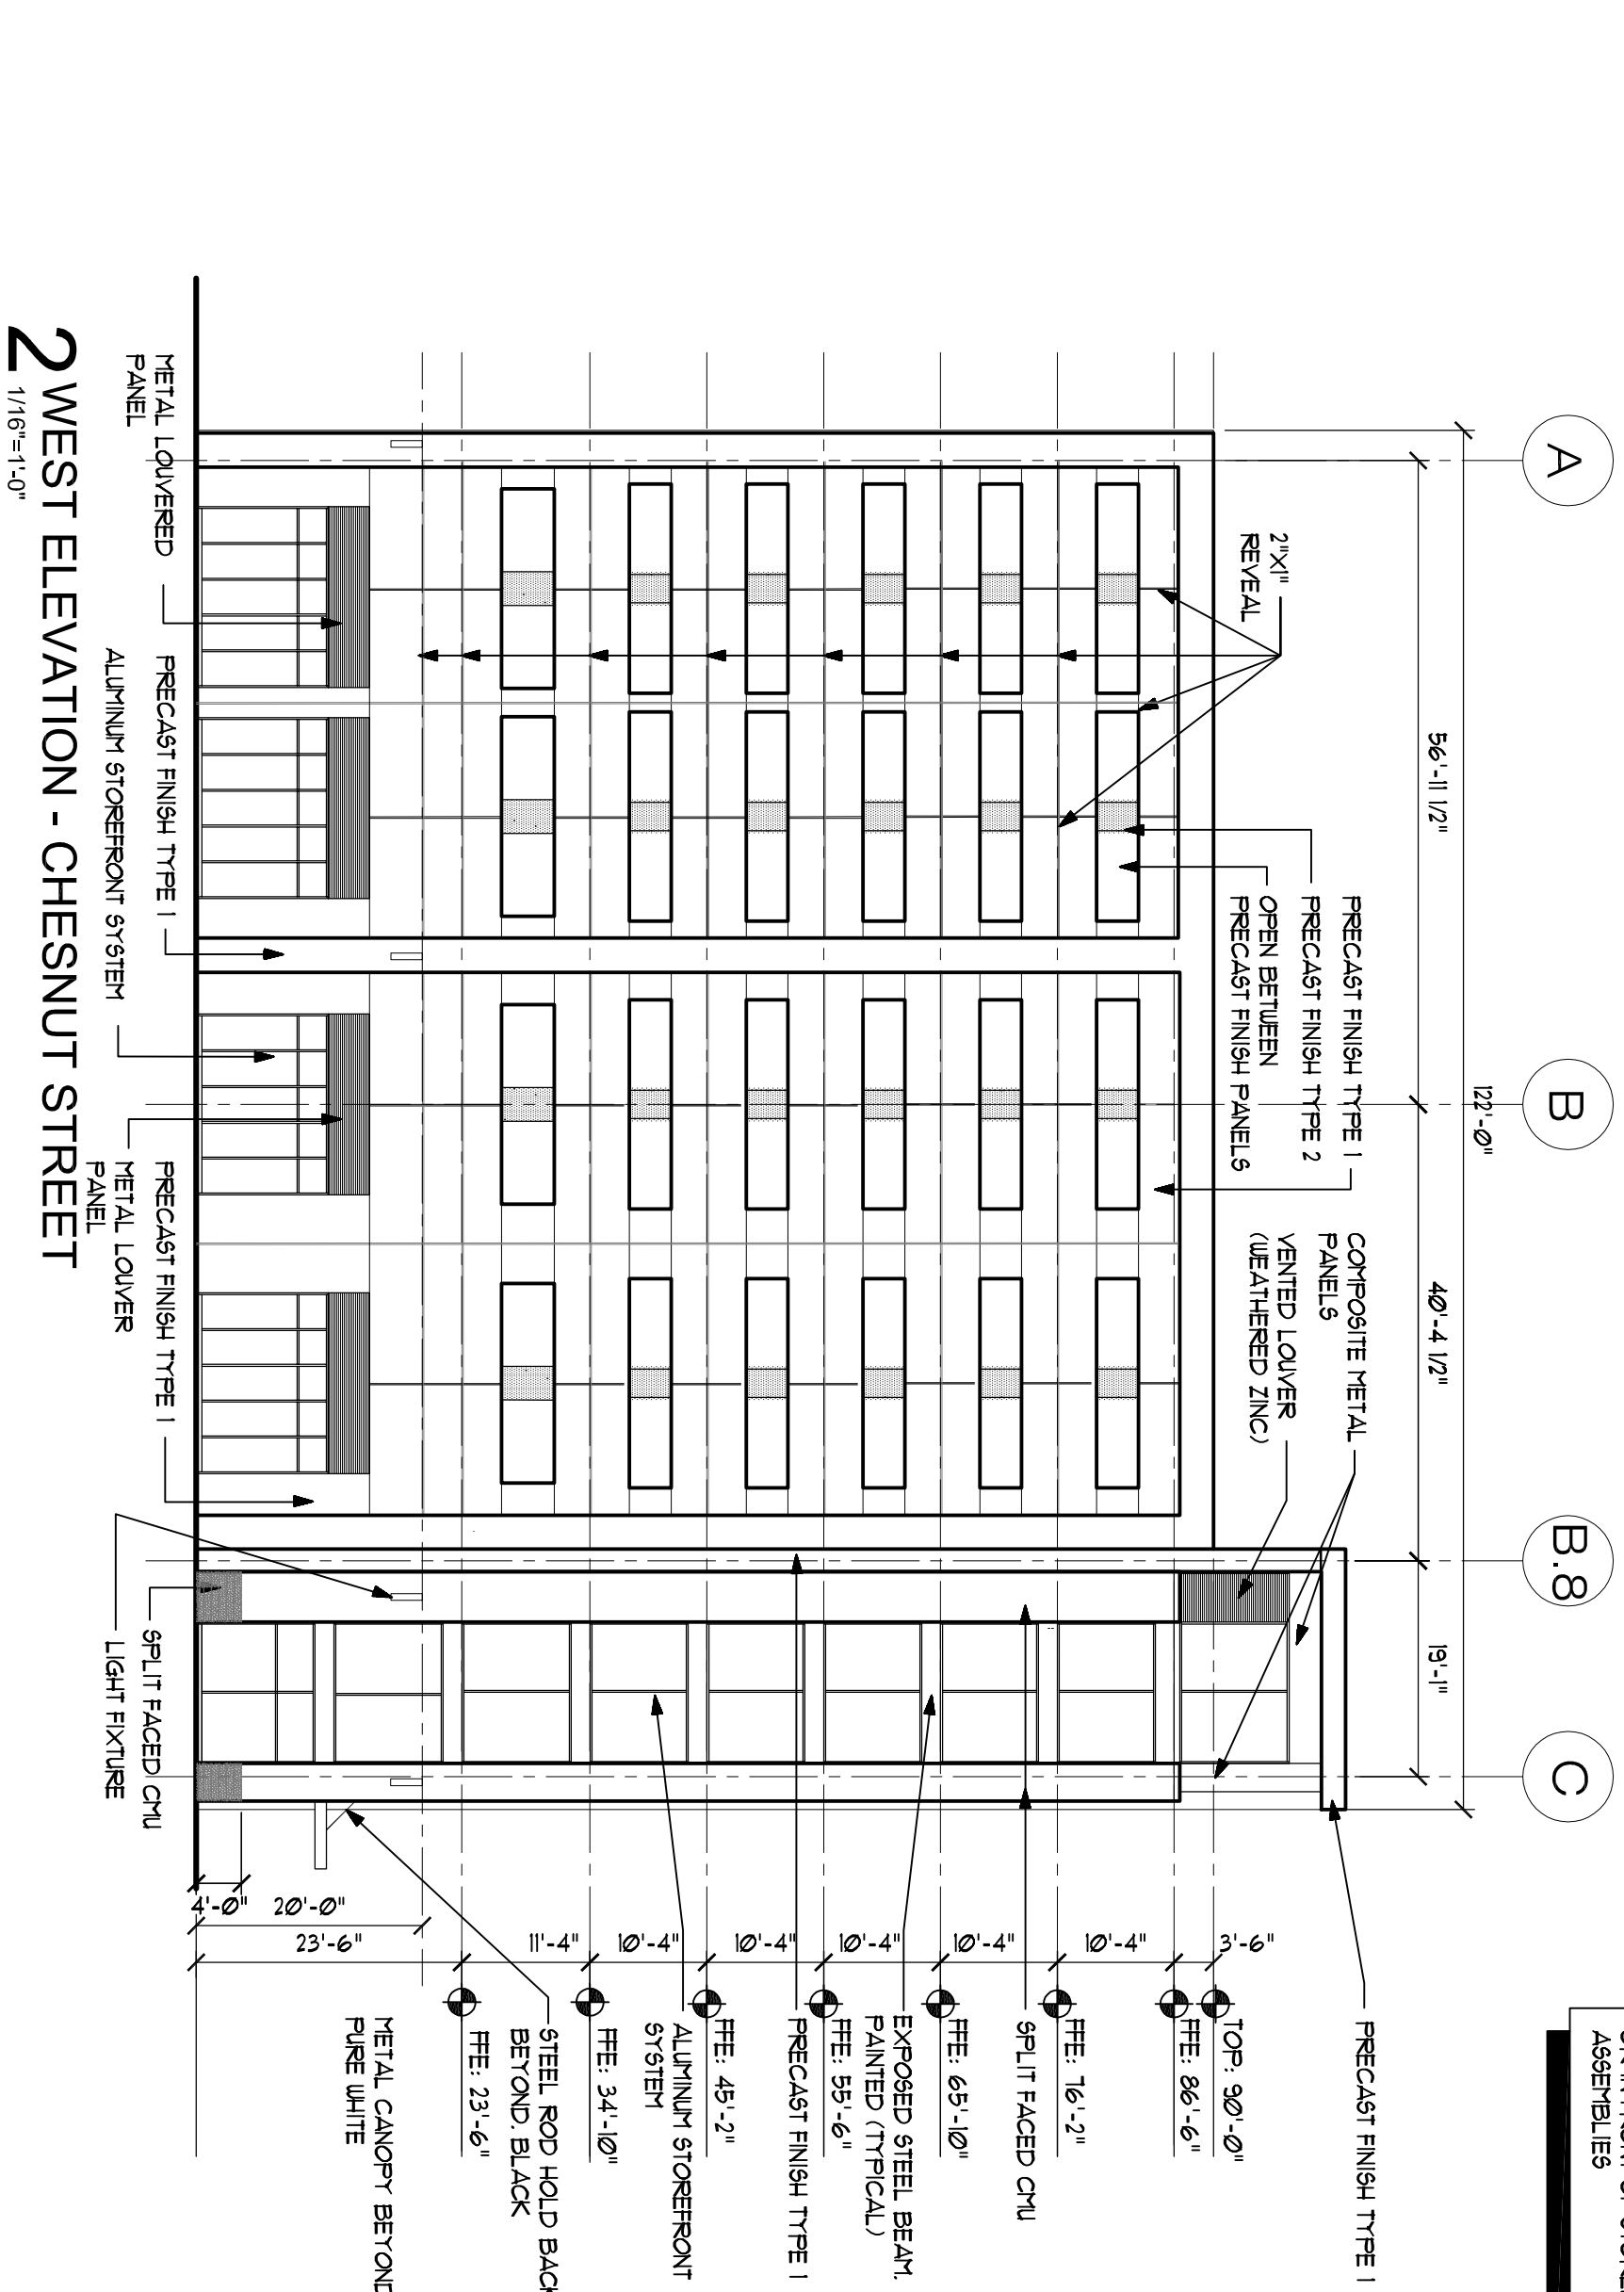 A
B
B.8
C
122'-0"
56'-11 1/2"
40'-4 1/2"
19'-1"
2"X1"
REVEAL
PRECAST FINISH TYPE 1
PRECAST FINISH TYPE 2
OPEN BETWEEN
PRECAST FINISH PANELS
COMPOSITE METAL
PANELS
VENTED LOUVER
(WEATHERED ZINC)
PRECAST FINISH TYPE 1
3'-6"
10'-4"
10'-4"
10'-4"
10'-4"
10'-4"
11'-4"
23'-6"
20'-0"
4'-0"
TOP: 90'-0"
FFE: 86'-6"
FFE: 76'-2"
SPLIT FACED CMU
FFE: 65'-10"
EXPOSED STEEL BEAM.
PAINTED (TYPICAL)
FFE: 55'-6"
PRECAST FINISH TYPE 1
FFE: 45'-2"
ALUMINUM STOREFRONT
SYSTEM
FFE: 34'-10"
STEEL ROD HOLD BACK
BEYOND. BLACK
FFE: 23'-6"
METAL CANOPY BEYOND
PURE WHITE
METAL LOUVERED
PANEL
PRECAST FINISH TYPE 1
ALUMINUM STOREFRONT SYSTEM
PRECAST FINISH TYPE 1
METAL LOUVER
PANEL
SPLIT FACED CMU
LIGHT FIXTURE
2 WEST ELEVATION - CHESNUT STREET
1/16"=1'-0"
ASSEMBLIES